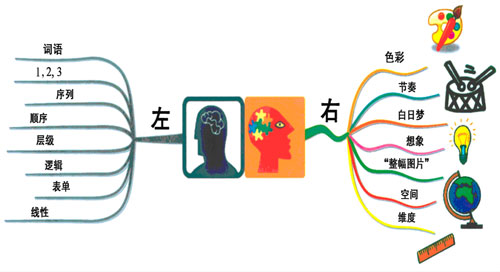 词语
1, 2, 3
序列
顺序
层级
逻辑
表单
线性
左
右
色彩
节奏
白日梦
想象
“整幅图片”
空间
维度